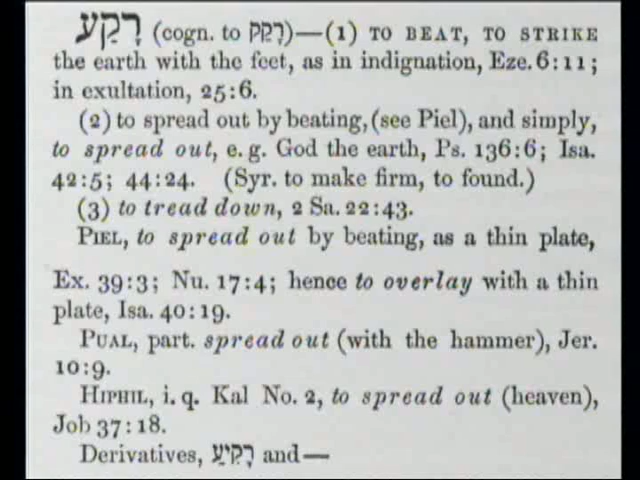 רָקַע (cogn. to רָקַק)—(1) TO BEAT, TO STRIKE
the earth with the feet, as in indignation, Eze. 6:11;
in exultation, 25:6.
(2) to spread out by beating, (see Piel), and simply,
to spread out, e. g. God the earth, Ps. 136:6; Isa.
42:5; 44:24. (Syr. to make firm, to found.)
(3) to tread down, 2 Sa. 22:43.
PIEL, to spread out by beating, as a thin plate,
Ex. 39:3; Nu. 17:4; hence to overlay with a thin
plate, Isa. 40:19.
PUAL, part. spread out (with the hammer), Jer.
10:9.
HIPHIL, i. q. Kal No. 2, to spread out (heaven),
Job 37:18.
Derivatives, רָקִיעַ and—